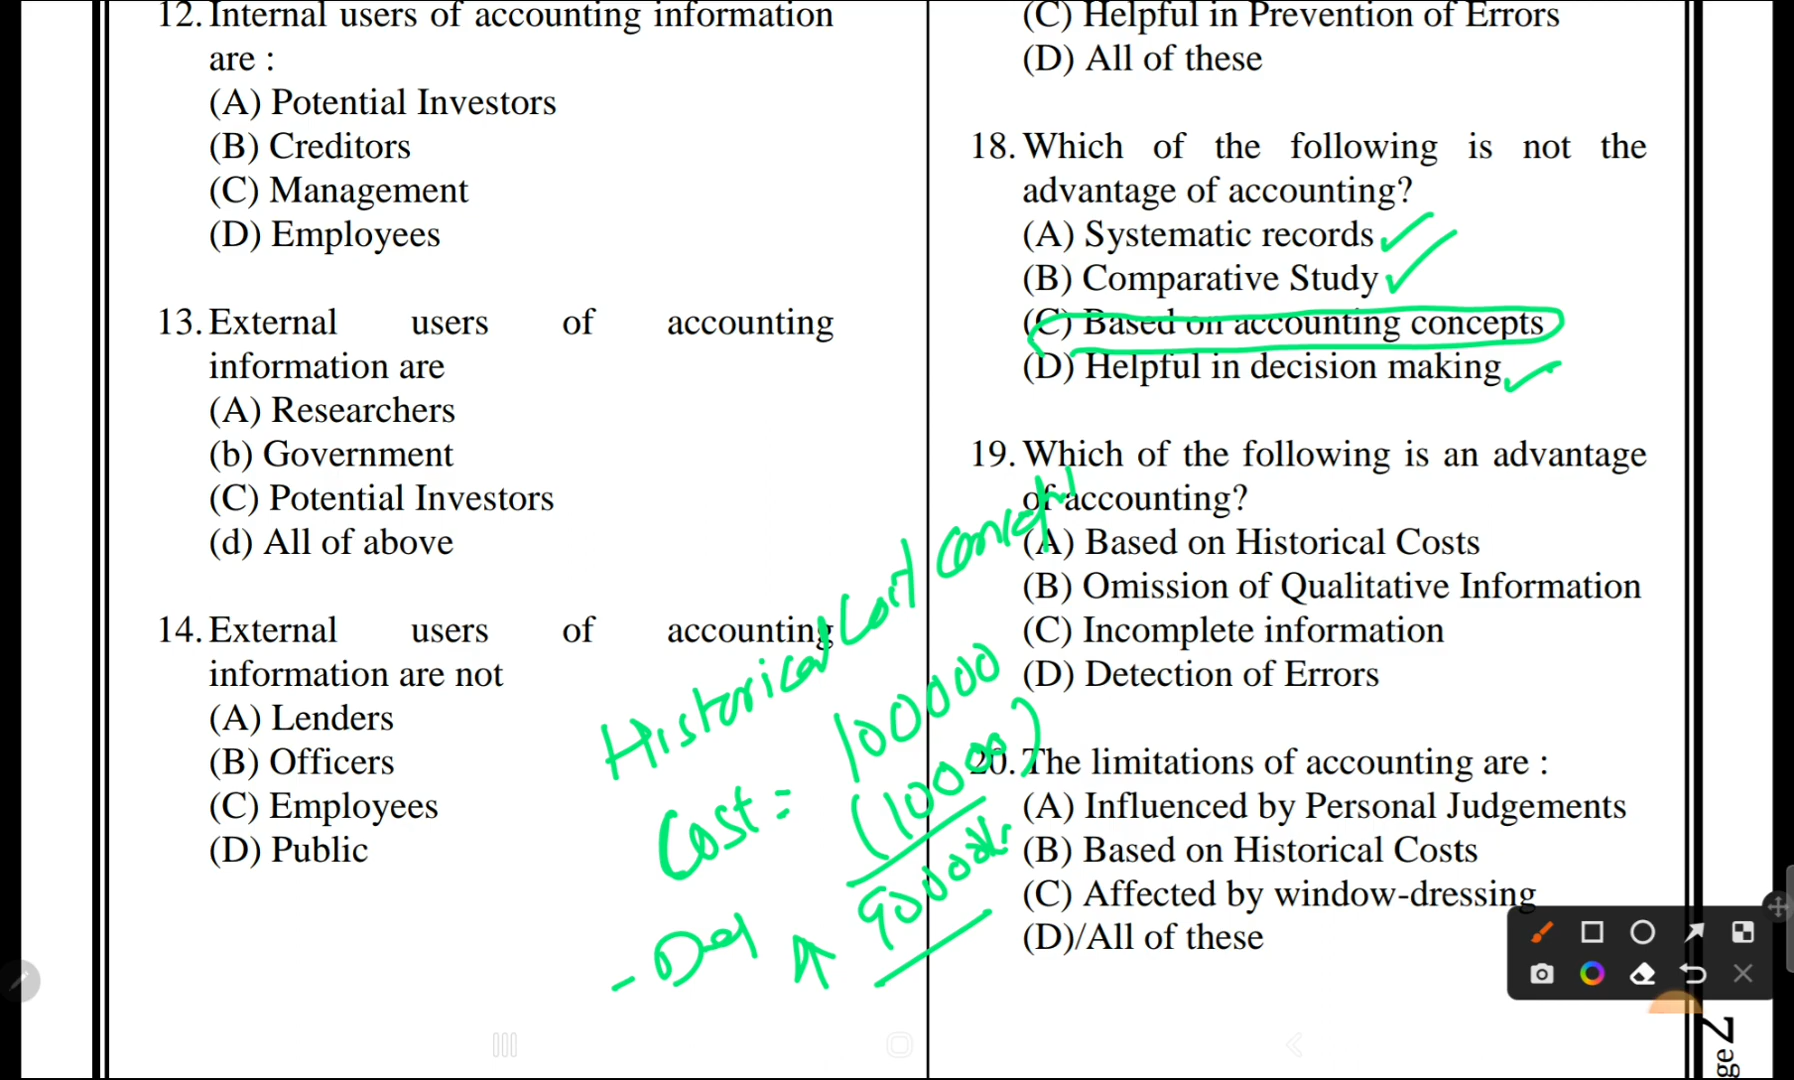 12. Internal users of accounting information
are :
(A) Potential Investors
(B) Creditors
(C) Management
(D) Employees
13. External users of accounting
information are
(A) Researchers
(b) Government
(C) Potential Investors
(d) All of above
14. External users of accounting
information are not
(A) Lenders
(B) Officers
(C) Employees
(D) Public
(C) Helpful in Prevention of Errors
(D) All of these
18. Which of the following is not the
advantage of accounting?
(A) Systematic records
(B) Comparative Study
(C) Based on accounting concepts
(D) Helpful in decision making
19. Which of the following is an advantage
of accounting?
(A) Based on Historical Costs
(B) Omission of Qualitative Information
(C) Incomplete information
(D) Detection of Errors
20. The limitations of accounting are :
(A) Influenced by Personal Judgements
(B) Based on Historical Costs
(C) Affected by window-dressing
(D)/All of these
Historical Cost
Cost = 100000
(10000)
- Dep
7